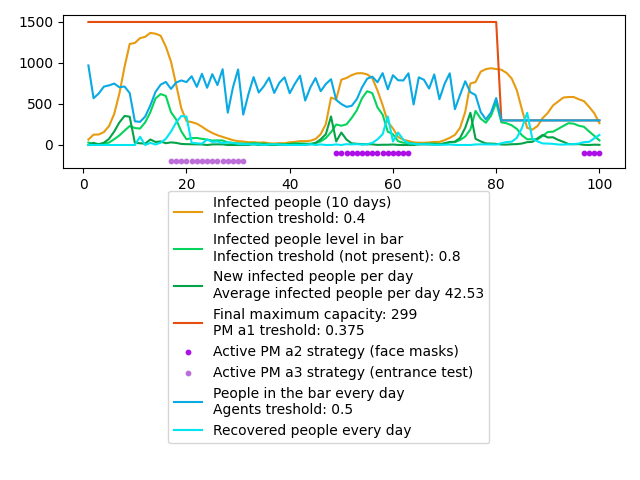 1500
1000
500
0
0
20
40
60
80
100
Infected people (10 days)
Infection treshold: 0.4
Infected people level in bar
Infection treshold (not present): 0.8
New infected people per day
Average infected people per day 42.53
Final maximum capacity: 299
PM a1 treshold: 0.375
Active PM a2 strategy (face masks)
Active PM a3 strategy (entrance test)
People in the bar every day
Agents treshold: 0.5
Recovered people every day